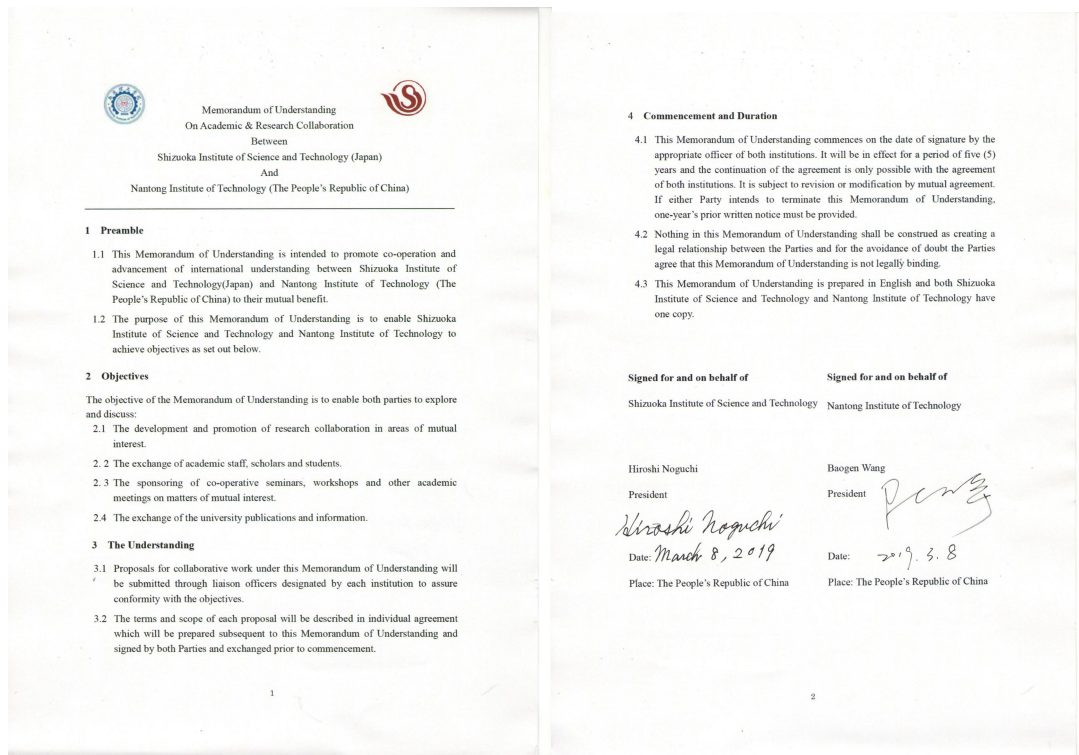 Memorandum of Understanding
On Academic & Research Collaboration
Between
Shizuoka Institute of Science and Technology (Japan)
And
Nantong Institute of Technology (The People's Republic of China)
1 Preamble
1.1 This Memorandum of Understanding is intended to promote co-operation and
advancement of international understanding between Shizuoka Institute of
Science and Technology(Japan) and Nantong Institute of Technology (The
People's Republic of China) to their mutual benefit.
1.2 The purpose of this Memorandum of Understanding is to enable Shizuoka
Institute of Science and Technology and Nantong Institute of Technology to
achieve objectives as set out below.
2 Objectives
The objective of the Memorandum of Understanding is to enable both parties to explore
and discuss:
2.1 The development and promotion of research collaboration in areas of mutual
interest.
2. 2 The exchange of academic staff, scholars and students.
2. 3 The sponsoring of co-operative seminars, workshops and other academic
meetings on matters of mutual interest.
2.4 The exchange of the university publications and information.
3 The Understanding
3.1 Proposals for collaborative work under this Memorandum of Understanding will
be submitted through liaison officers designated by each institution to assure
conformity with the objectives.
3.2 The terms and scope of each proposal will be described in individual agreement
which will be prepared subsequent to this Memorandum of Understanding and
signed by both Parties and exchanged prior to commencement.
1
4 Commencement and Duration
4.1 This Memorandum of Understanding commences on the date of signature by the
appropriate officer of both institutions. It will be in effect for a period of five (5)
years and the continuation of the agreement is only possible with the agreement
of both institutions. It is subject to revision or modification by mutual agreement.
If either Party intends to terminate this Memorandum of Understanding,
one-year's prior written notice must be provided.
4.2 Nothing in this Memorandum of Understanding shall be construed as creating a
legal relationship between the Parties and for the avoidance of doubt the Parties
agree that this Memorandum of Understanding is not legally binding.
4.3 This Memorandum of Understanding is prepared in English and both Shizuoka
Institute of Science and Technology and Nantong Institute of Technology have
one copy.
Signed for and on behalf of
Shizuoka Institute of Science and Technology
Hiroshi Noguchi
President
Hiroshi Noguchi
Date: March 8, 2019
Place: The People's Republic of China
Signed for and on behalf of
Nantong Institute of Technology
Baogen Wang
President
Date: 2019. 3. 8
Place: The People's Republic of China
2